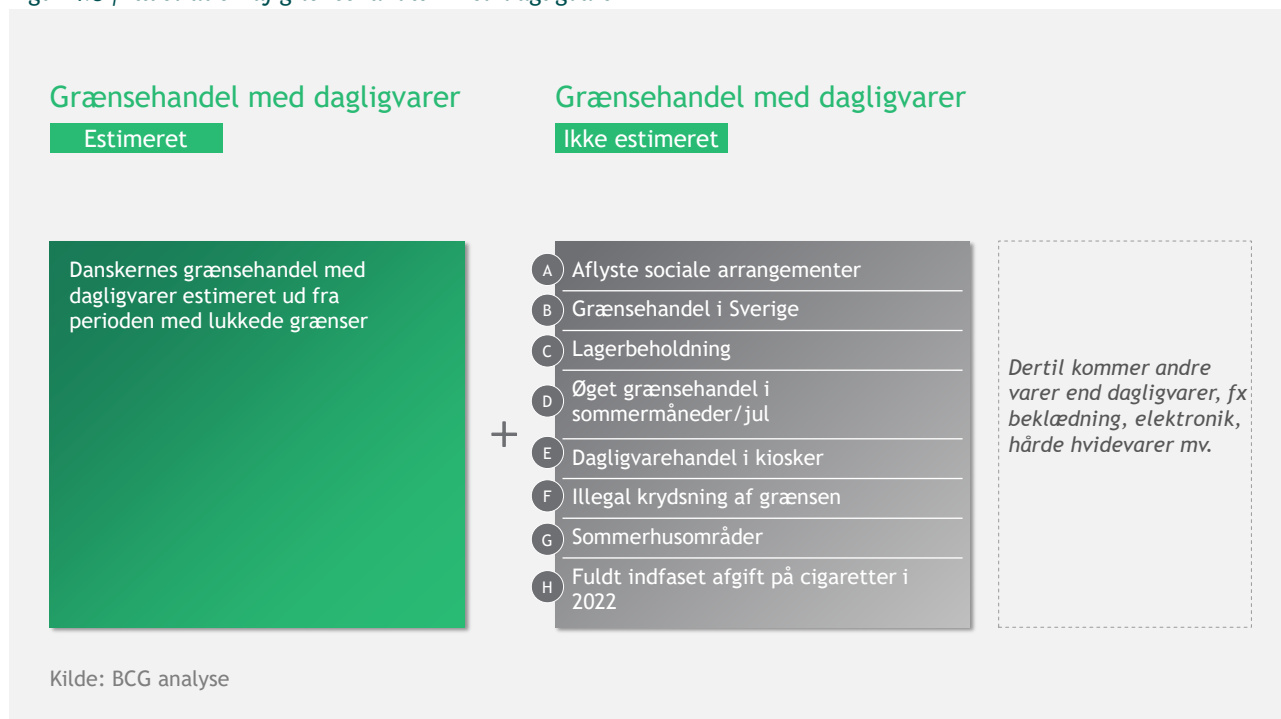 Grænsehandel med dagligvarer
Estimeret
Grænsehandel med dagligvarer
Ikke estimeret
Danskernes grænsehandel med
dagligvarer estimeret ud fra
perioden med lukkede grænser
+
A Aflyste sociale arrangementer
B Grænsehandel i Sverige
C Lagerbeholdning
D Øget grænsehandel i
sommermåneder/jul
E Dagligvarehandel i kiosker
F Illegal krydsning af grænsen
G Sommerhusområder
H Fuldt indfaset afgift på cigaretter i
2022
Dertil kommer andre
varer end dagligvarer, fx
beklædning, elektronik,
hårde hvidevarer mv.
Kilde: BCG analyse